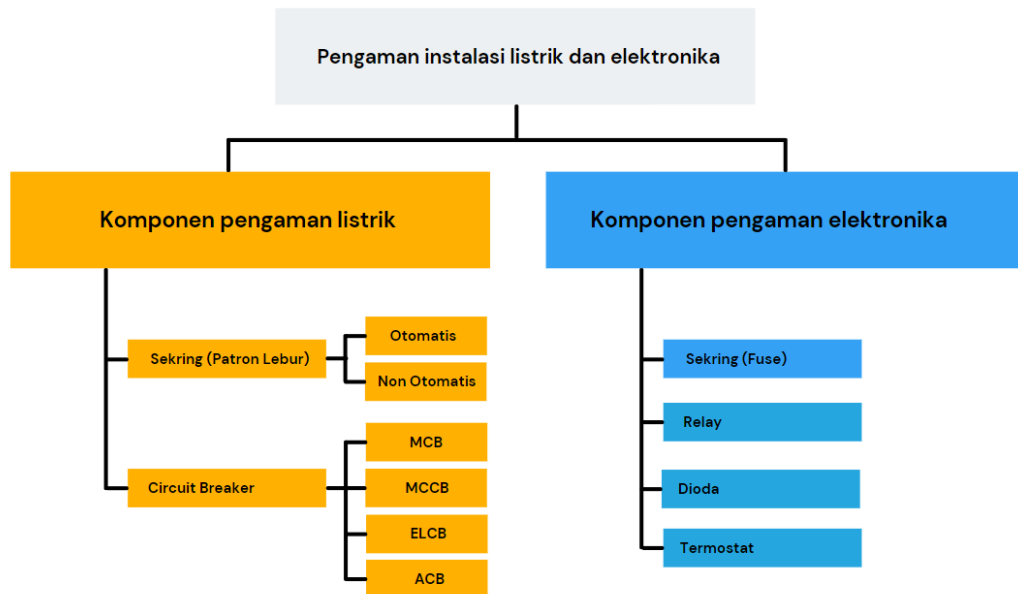 Pengaman instalasi listrik dan elektronika
Komponen pengaman listrik
Sekring (Patron Lebur)
Otomatis
Non Otomatis
Circuit Breaker
MCB
MCCB
ELCB
ACB
Komponen pengaman elektronika
Sekring (Fuse)
Relay
Dioda
Termostat